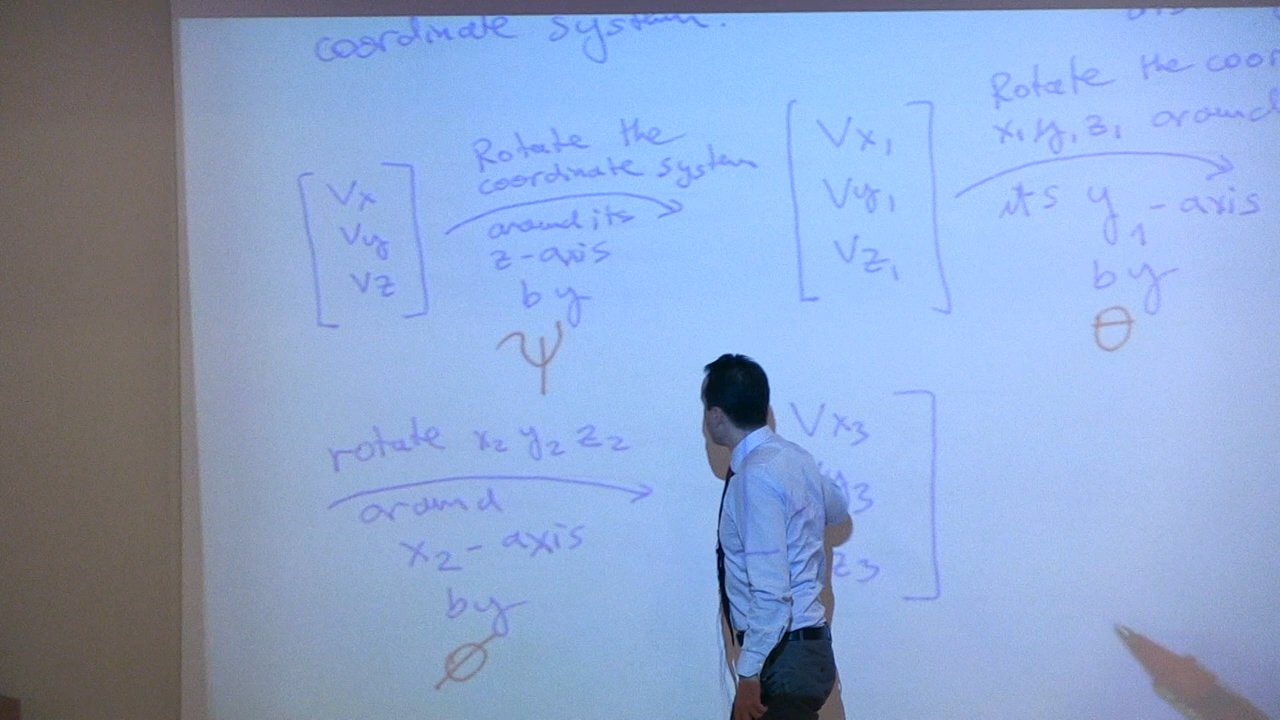 coordinate system.
Rotate the
coordinate system
around its
z-axis
by
ψ
Vx
Vy
Vz
Vx₁
Vy₁
Vz₁
Rotate the
x₁ y₁ z₁ around
its y₁-axis
by
θ
rotate x₂ y₂ z₂
around
x₂-axis
by
ϕ
Vx₃
y₃
z₃